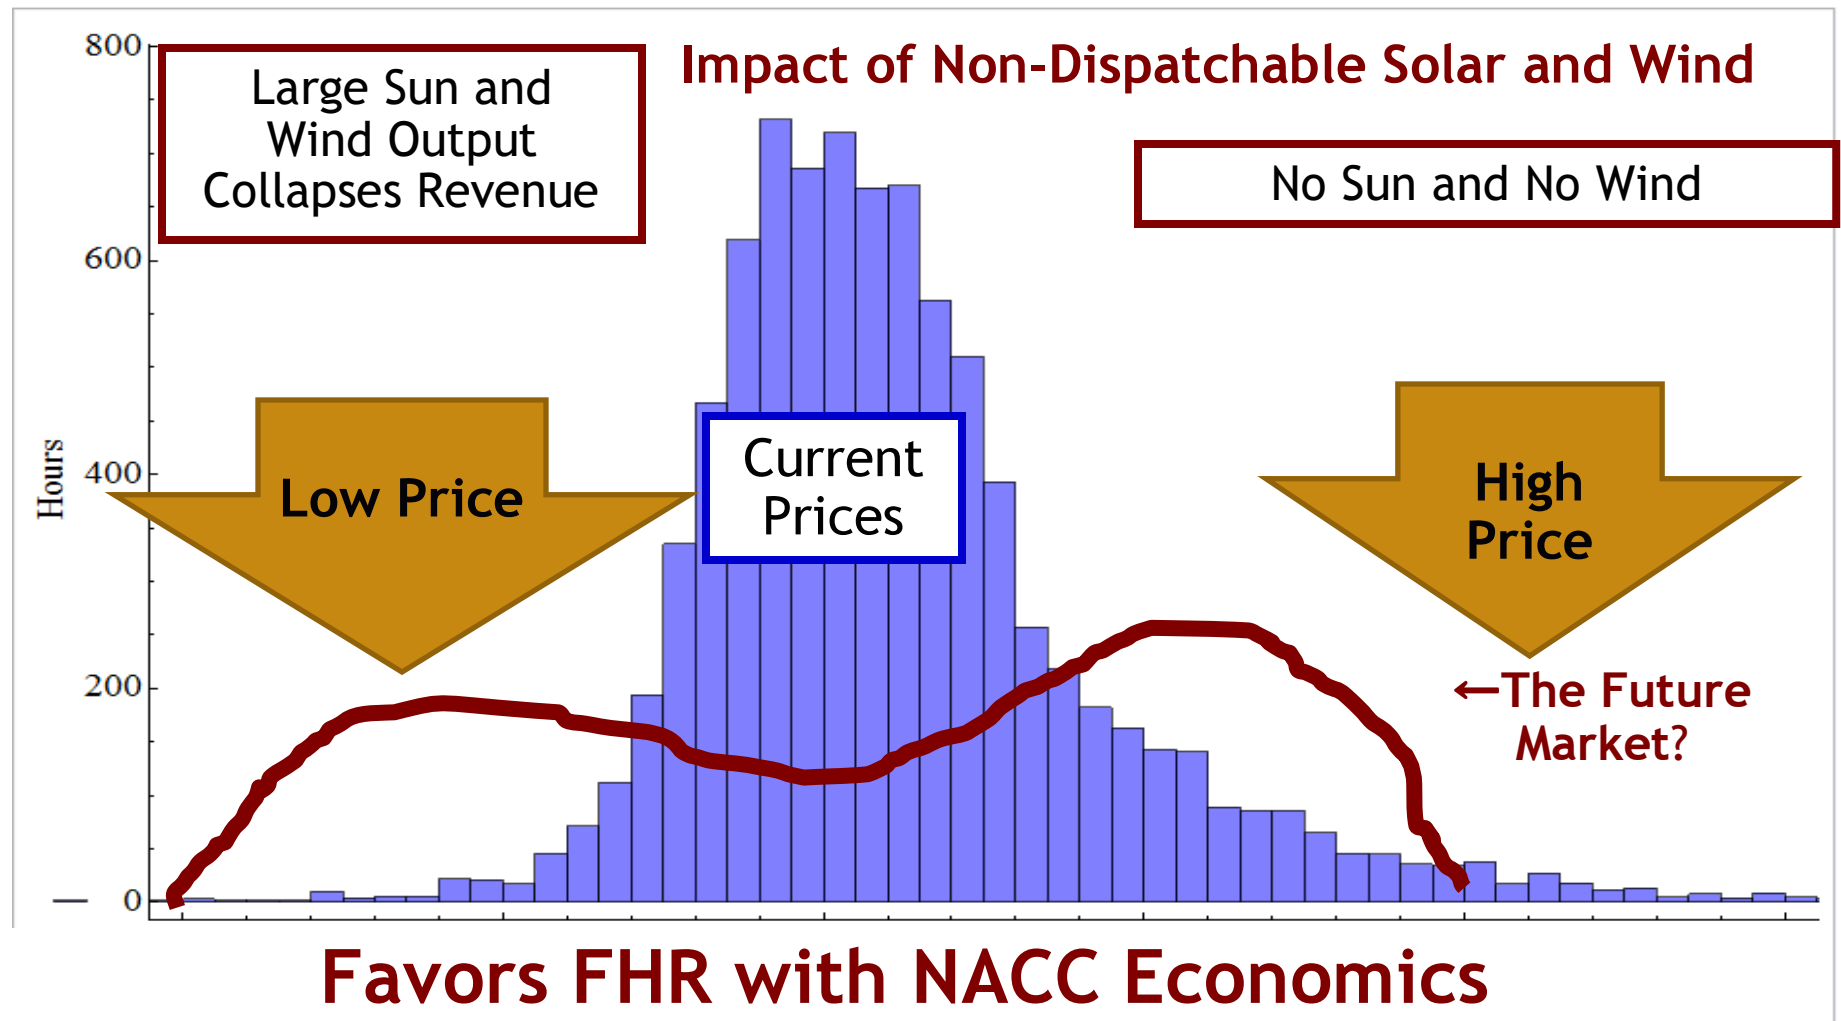 Impact of Non-Dispatchable Solar and Wind
Large Sun and
Wind Output
Collapses Revenue
No Sun and No Wind
800
600
400
200
0
Hours
Low Price
Current
Prices
High
Price
←The Future
Market?
Favors FHR with NACC Economics